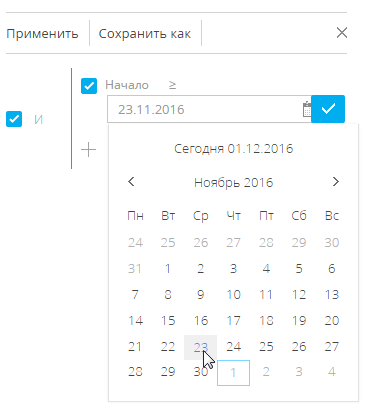 Применить Сохранить как
Начало ≥
И
23.11.2016
Сегодня 01.12.2016
Ноябрь 2016
Пн Вт Ср Чт Пт Сб Вс
24 25 26 27 28 29 30
31 1 2 3 4 5 6
7 8 9 10 11 12 13
14 15 16 17 18 19 20
21 22 23 24 25 26 27
28 29 30 1 2 3 4